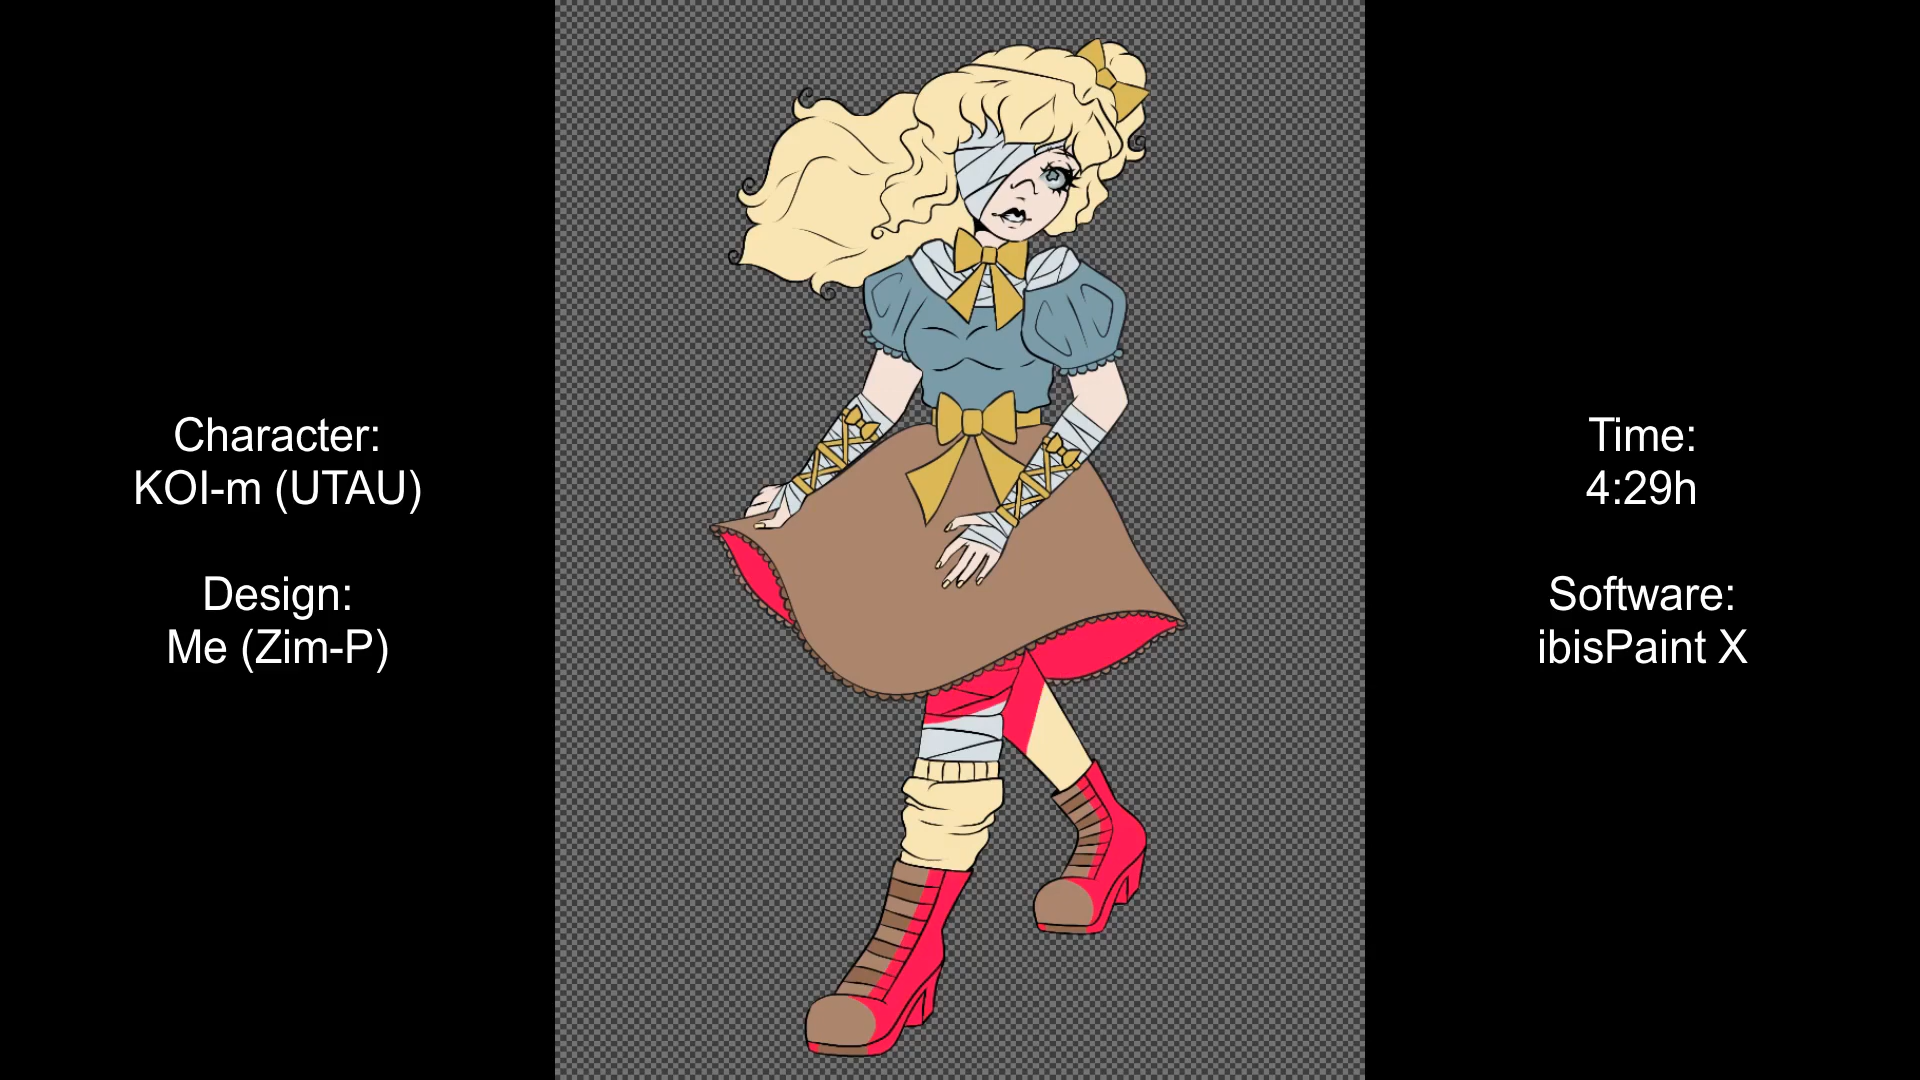 Character:
KOI-m (UTAU)
Design:
Me (Zim-P)
Time:
4:29h
Software:
ibisPaint X